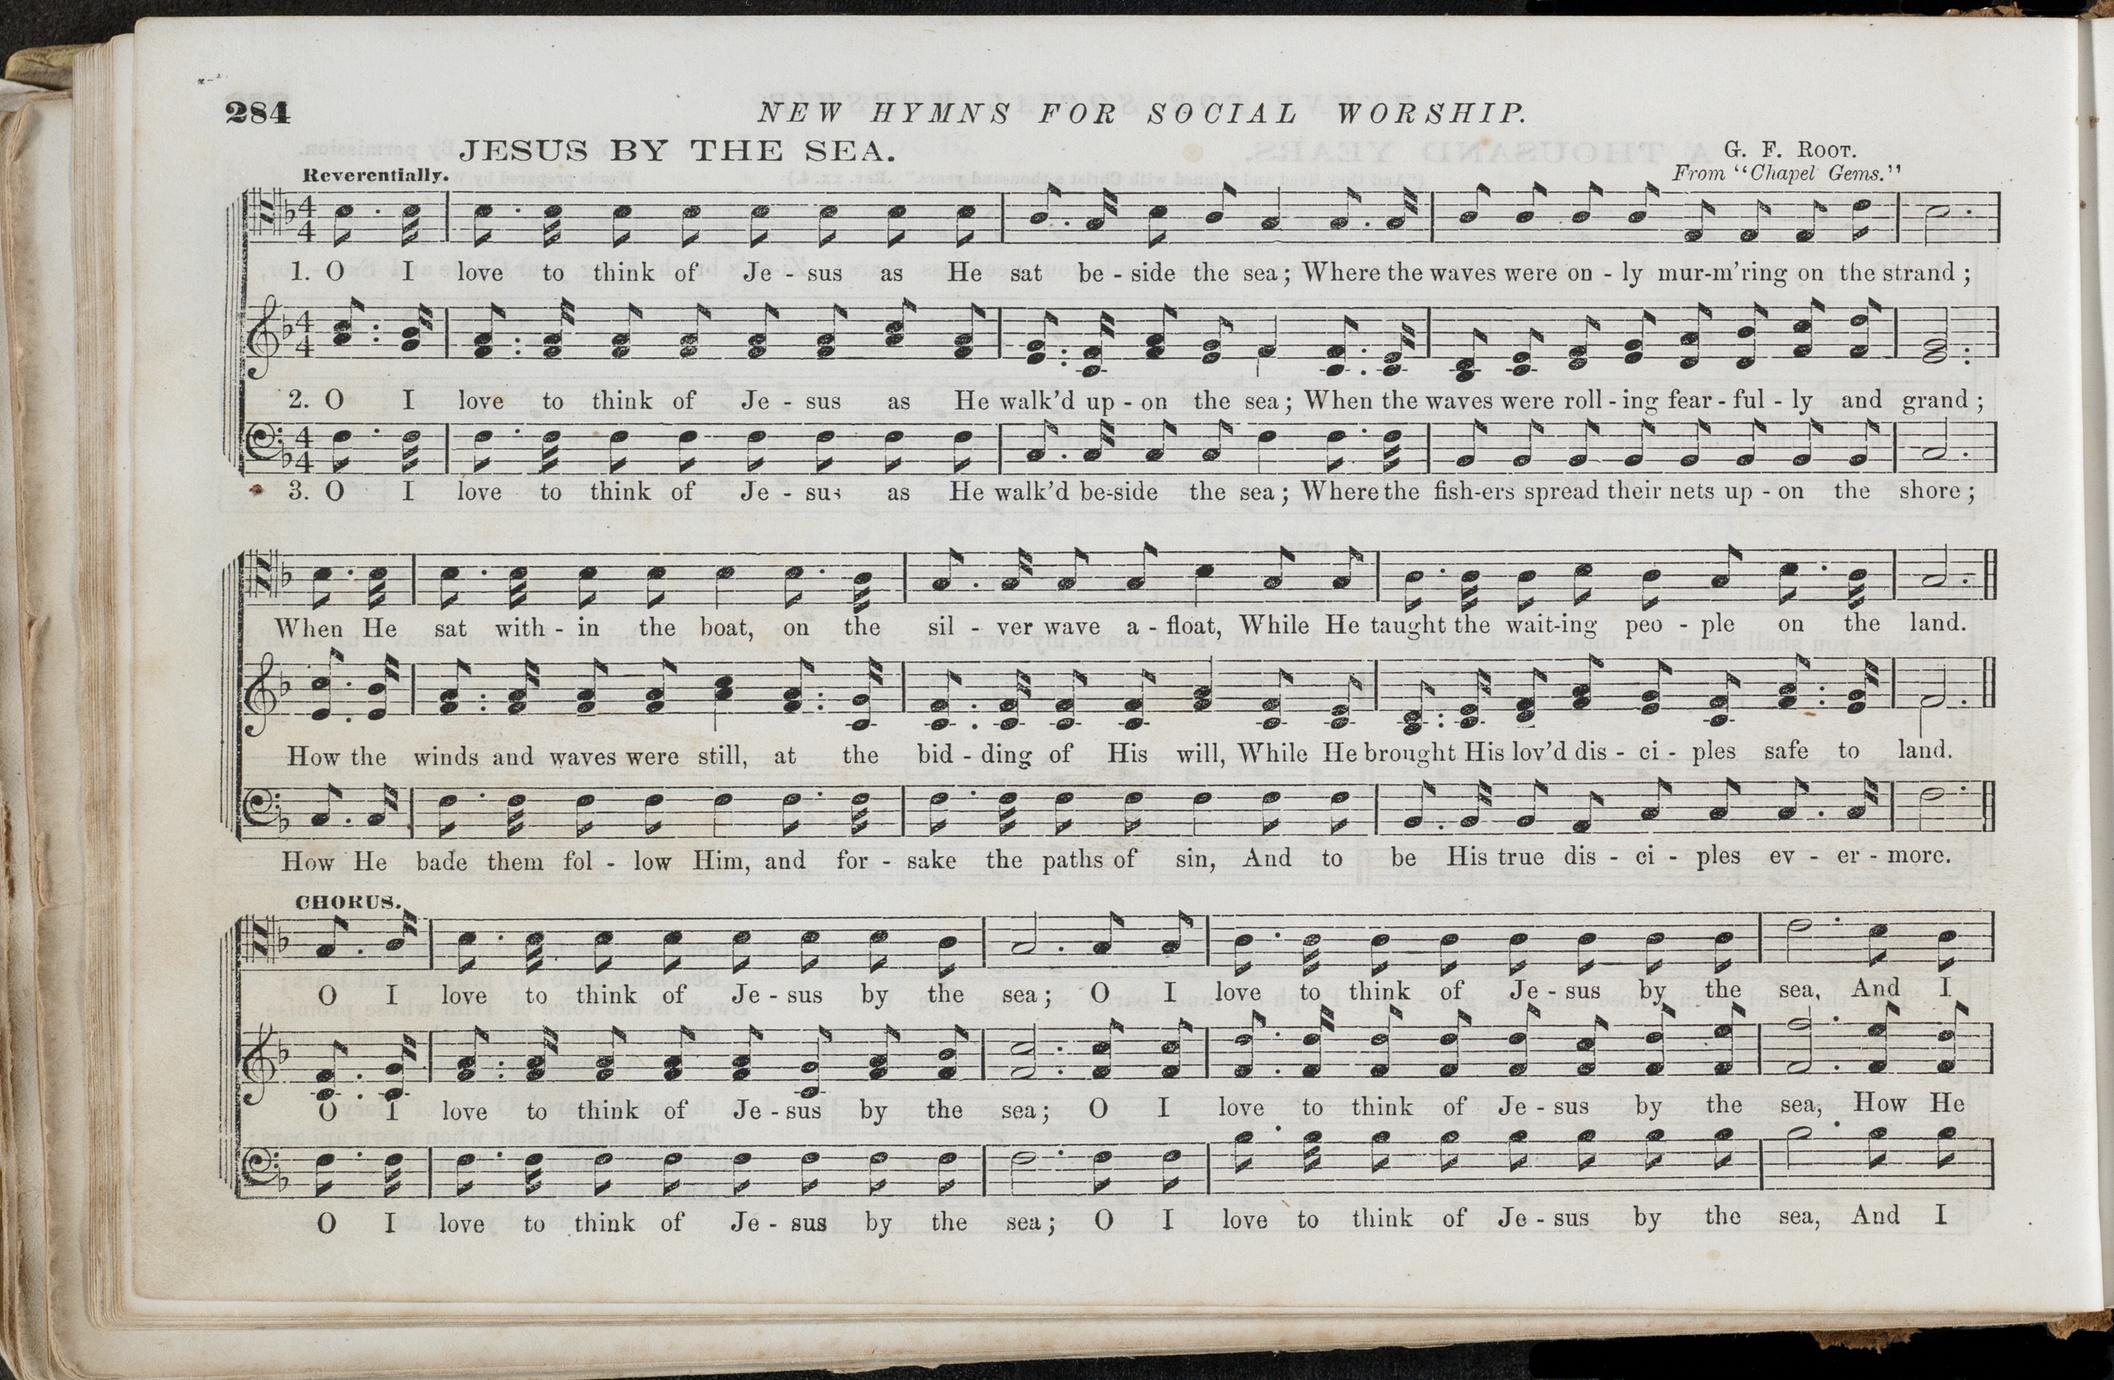 284
NEW HYMNS FOR SOCIAL WORSHIP.
JESUS BY THE SEA.
G. F. ROOT.
Reverentially.
From "Chapel Gems."
1. O I love to think of Je - sus as He sat be - side the sea; Where the waves were on - ly mur-m'ring on the strand;
2. O I love to think of Je - sus as He walk'd up - on the sea; When the waves were roll - ing fear - ful - ly and grand;
3. O I love to think of Je - sus as He walk'd be-side the sea; Where the fish-ers spread their nets up - on the shore;
When He sat with - in the boat, on the sil - ver wave a - float, While He taught the wait-ing peo - ple on the land.
How the winds and waves were still, at the bid - ding of His will, While He brought His lov'd dis - ci - ples safe to land.
How He bade them fol - low Him, and for - sake the paths of sin, And to be His true dis - ci - ples ev - er - more.
CHORUS.
O I love to think of Je - sus by the sea; O I love to think of Je - sus by the sea, And I
O I love to think of Je - sus by the sea; O I love to think of Je - sus by the sea, How He
O I love to think of Je - sus by the sea; O I love to think of Je - sus by the sea, And I